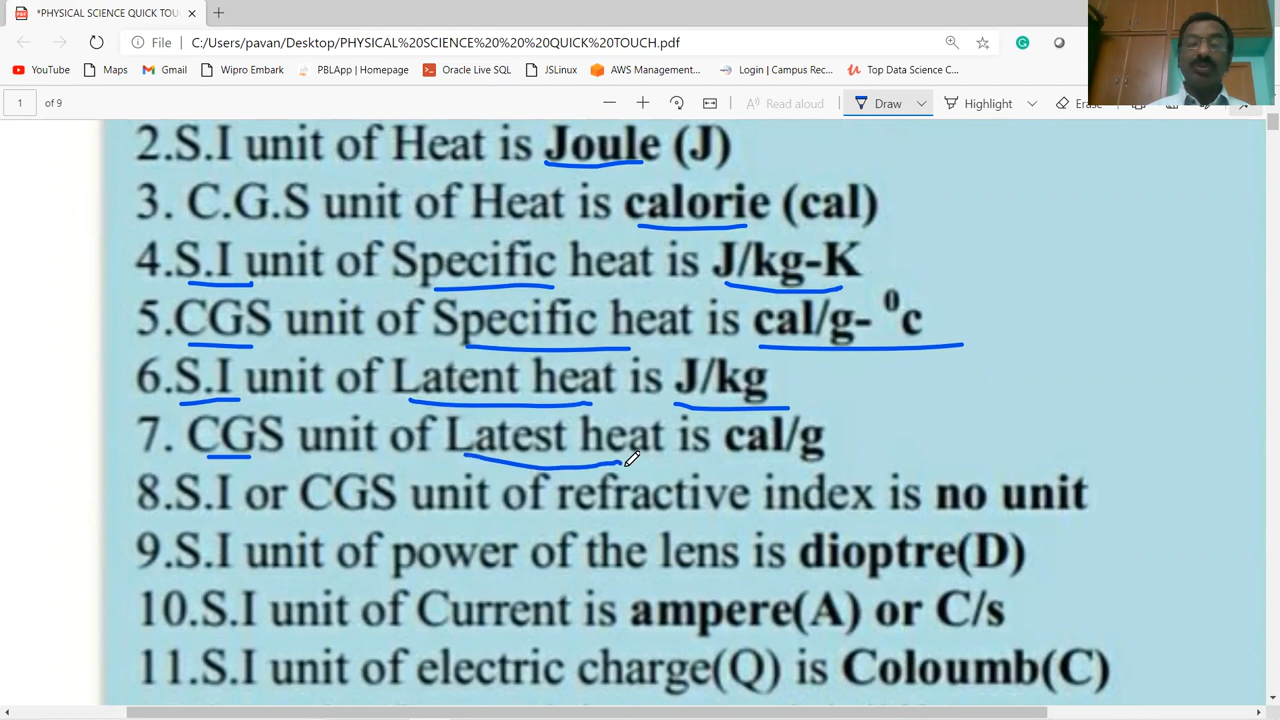 *PHYSICAL SCIENCE QUICK TOU
File C:/Users/pavan/Desktop/PHYSICAL%20SCIENCE%20%20%20QUICK%20TOUCH.pdf
YouTube Maps Gmail Wipro Embark PBLApp | Homepage Oracle Live SQL JSLinux AWS Management... Login | Campus Rec... Top Data Science C...
1 of 9 Read aloud Draw Highlight Erase
2.S.I unit of Heat is Joule (J)
3. C.G.S unit of Heat is calorie (cal)
4.S.I unit of Specific heat is J/kg-K
5.CGS unit of Specific heat is cal/g- ⁰c
6.S.I unit of Latent heat is J/kg
7. CGS unit of Latest heat is cal/g
8.S.I or CGS unit of refractive index is no unit
9.S.I unit of power of the lens is dioptre(D)
10.S.I unit of Current is ampere(A) or C/s
11.S.I unit of electric charge(Q) is Coloumb(C)